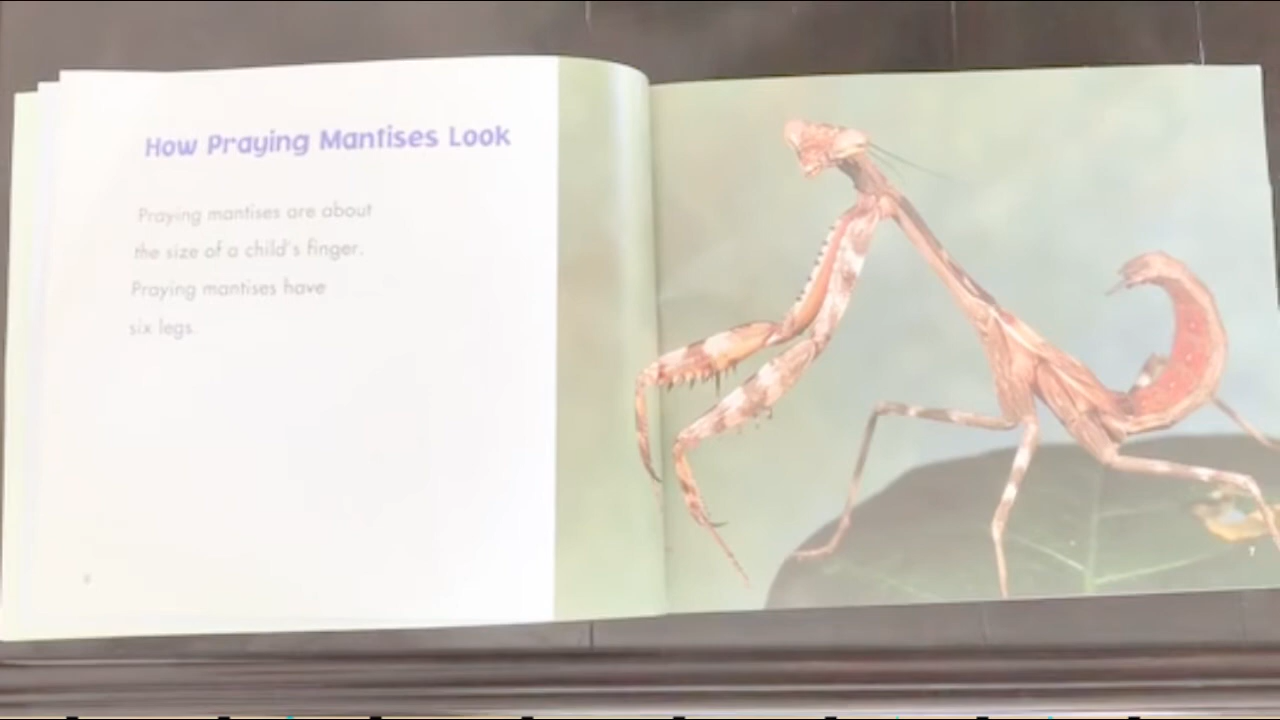 How Praying Mantises Look
Praying mantises are about
the size of a child's finger.
Praying mantises have
six legs.